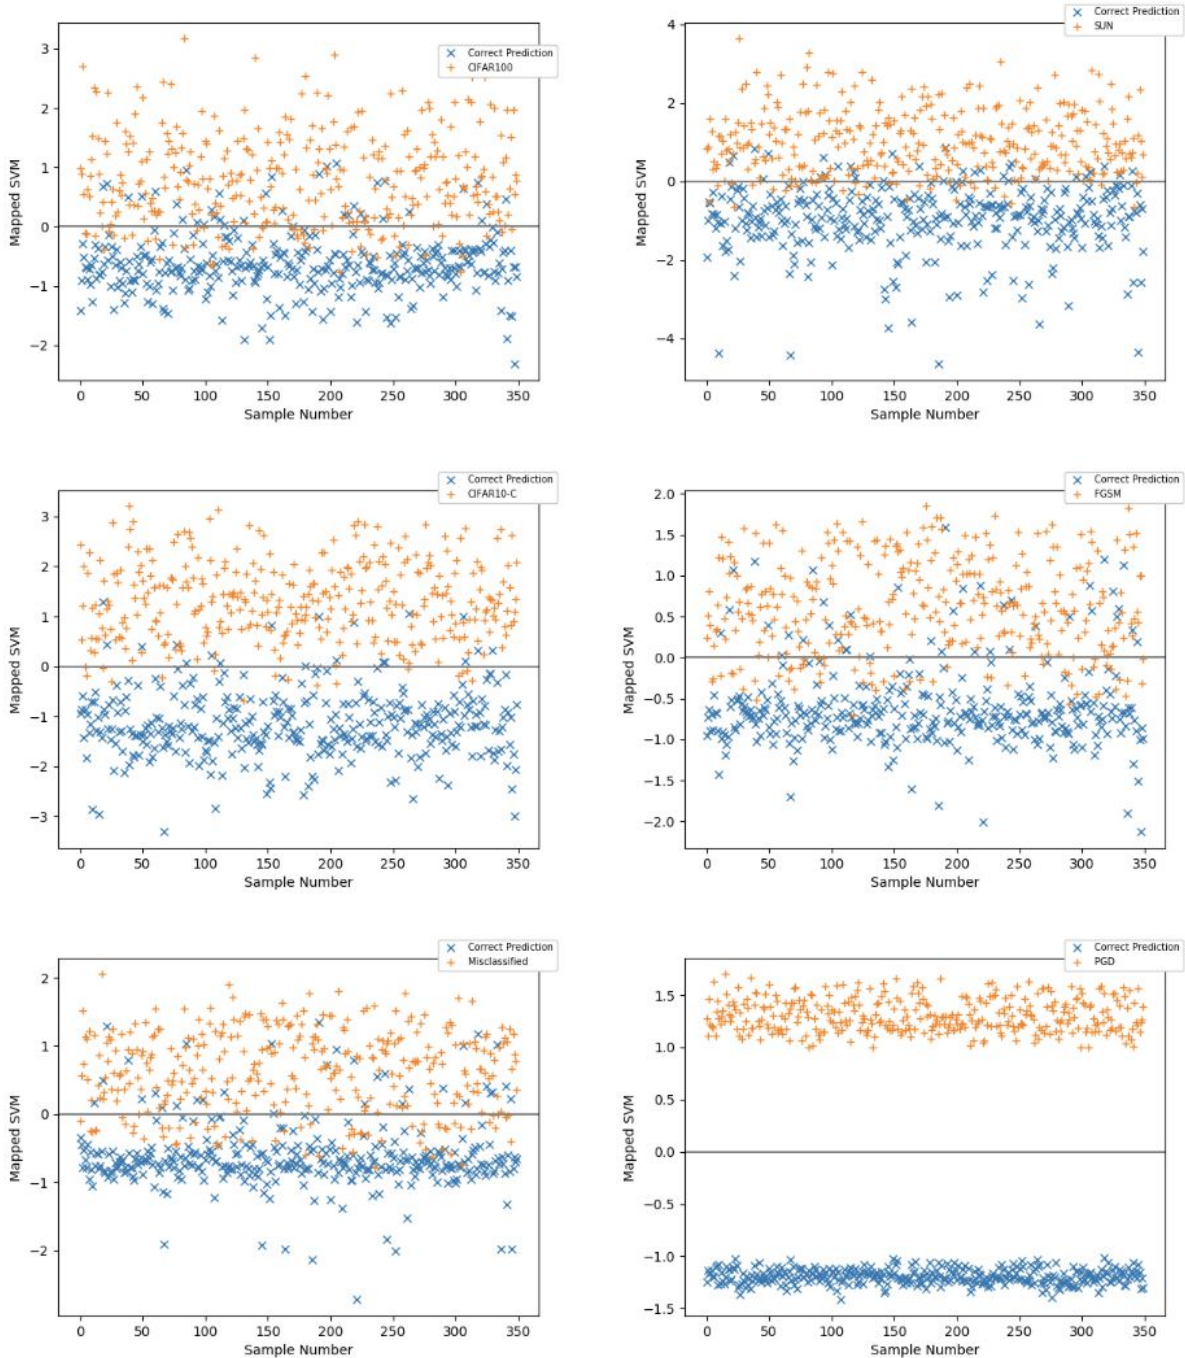 Correct Prediction
CIFAR100
3
2
1
0
−1
−2
Mapped SVM
0 50 100 150 200 250 300 350
Sample Number
Correct Prediction
SUN
4
2
0
−2
−4
Mapped SVM
0 50 100 150 200 250 300 350
Sample Number
Correct Prediction
CIFAR10-C
3
2
1
0
−1
−2
−3
Mapped SVM
0 50 100 150 200 250 300 350
Sample Number
Correct Prediction
FGSM
2.0
1.5
1.0
0.5
0.0
−0.5
−1.0
−1.5
−2.0
Mapped SVM
0 50 100 150 200 250 300 350
Sample Number
Correct Prediction
Misclassified
2
1
0
−1
−2
Mapped SVM
0 50 100 150 200 250 300 350
Sample Number
Correct Prediction
PGD
1.5
1.0
0.5
0.0
−0.5
−1.0
−1.5
Mapped SVM
0 50 100 150 200 250 300 350
Sample Number